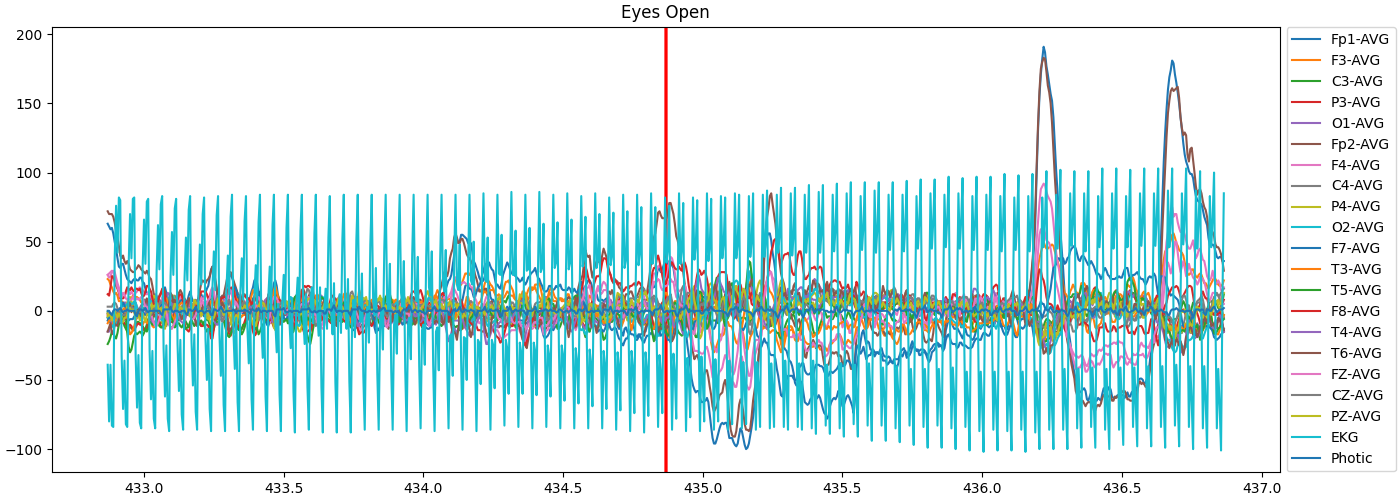 Eyes Open
200
150
100
50
0
−50
−100
433.0 433.5 434.0 434.5 435.0 435.5 436.0 436.5 437.0
Fp1-AVG
F3-AVG
C3-AVG
P3-AVG
O1-AVG
Fp2-AVG
F4-AVG
C4-AVG
P4-AVG
O2-AVG
F7-AVG
T3-AVG
T5-AVG
F8-AVG
T4-AVG
T6-AVG
FZ-AVG
CZ-AVG
PZ-AVG
EKG
Photic